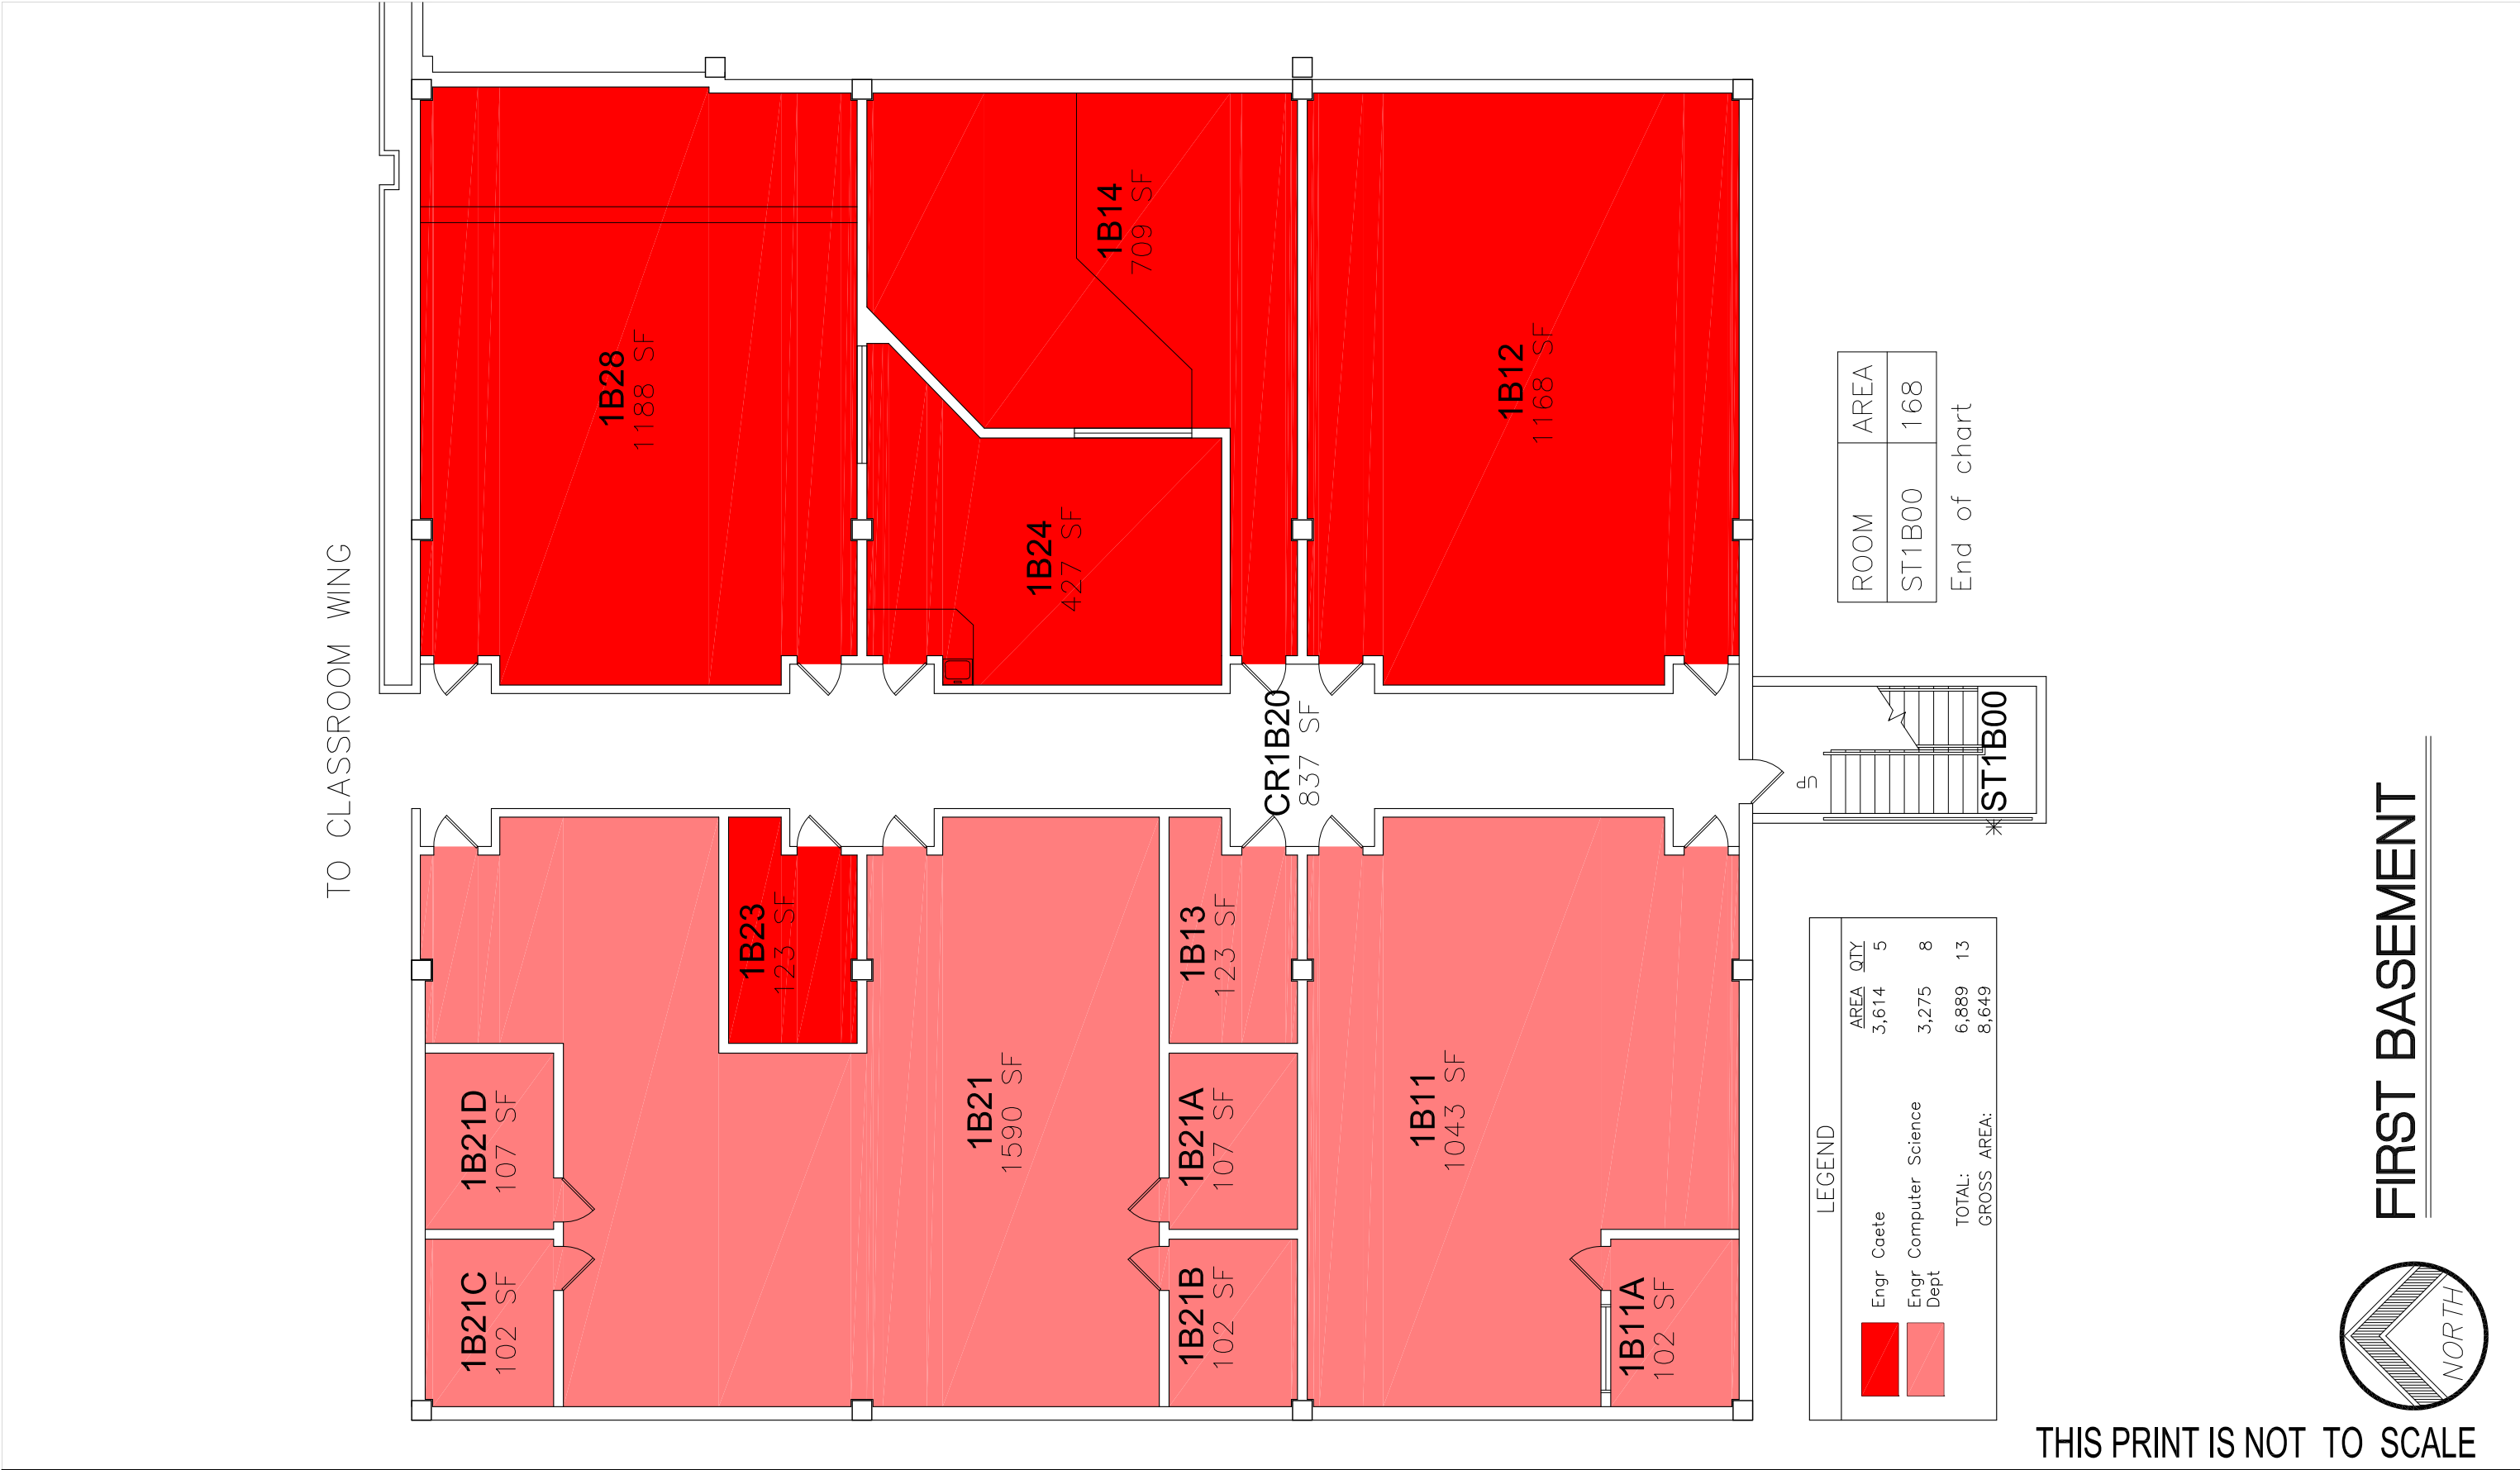 TO CLASSROOM WING
1B28
1188 SF
1B14
709 SF
1B24
427 SF
1B12
1168 SF
CR1B20
837 SF
1B23
123 SF
1B13
123 SF
1B21D
107 SF
1B21
1590 SF
1B21A
107 SF
1B11
1043 SF
1B21C
102 SF
1B21B
102 SF
1B11A
102 SF
UP
ST1B00
*
ROOM AREA
ST1B00 168
End of chart
LEGEND
AREA QTY
Engr Caete 3,614 5
Engr Computer Science 3,275 8
Dept
TOTAL: 6,889 13
GROSS AREA: 8,649
FIRST BASEMENT
NORTH
THIS PRINT IS NOT TO SCALE